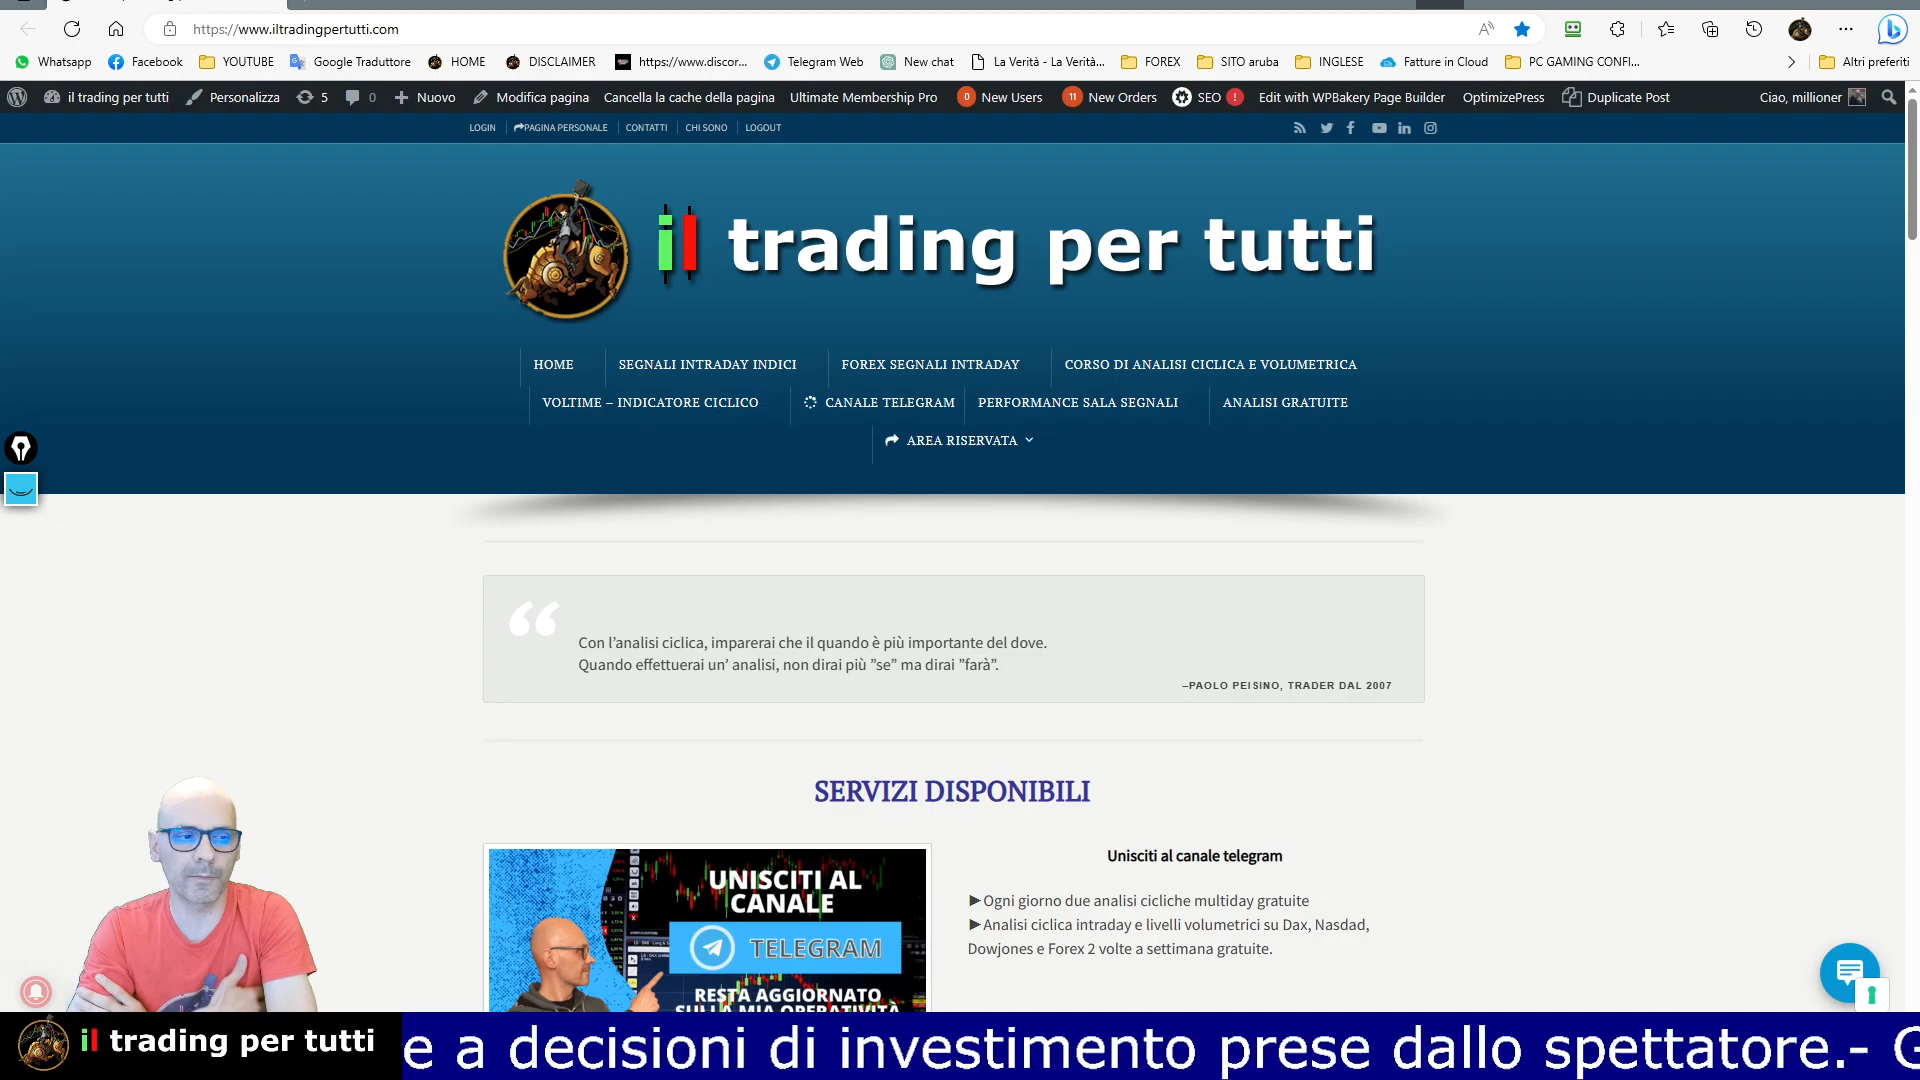 https://www.iltradingpertutti.com
Whatsapp Facebook YOUTUBE Google Traduttore HOME DISCLAIMER https://www.discor... Telegram Web New chat La Verità - La Verità... FOREX SITO aruba INGLESE Fatture in Cloud PC GAMING CONFI... Altri preferiti
il trading per tutti Personalizza 5 0 Nuovo Modifica pagina Cancella la cache della pagina Ultimate Membership Pro 0 New Users 11 New Orders SEO ! Edit with WPBakery Page Builder OptimizePress Duplicate Post Ciao, millioner
LOGIN PAGINA PERSONALE CONTATTI CHI SONO LOGOUT
il trading per tutti
HOME SEGNALI INTRADAY INDICI FOREX SEGNALI INTRADAY CORSO DI ANALISI CICLICA E VOLUMETRICA
VOLTIME – INDICATORE CICLICO CANALE TELEGRAM PERFORMANCE SALA SEGNALI ANALISI GRATUITE
AREA RISERVATA
“
Con l’analisi ciclica, imparerai che il quando è più importante del dove.
Quando effettuerai un’ analisi, non dirai più ”se” ma dirai ”farà”.
–PAOLO PEISINO, TRADER DAL 2007
SERVIZI DISPONIBILI
UNISCITI AL
CANALE
TELEGRAM
RESTA AGGIORNATO
SULLA MIA OPERATIVITÀ
Unisciti al canale telegram
►Ogni giorno due analisi cicliche multiday gratuite
►Analisi ciclica intraday e livelli volumetrici su Dax, Nasdad,
Dowjones e Forex 2 volte a settimana gratuite.
il trading per tutti
e a decisioni di investimento prese dallo spettatore.- G